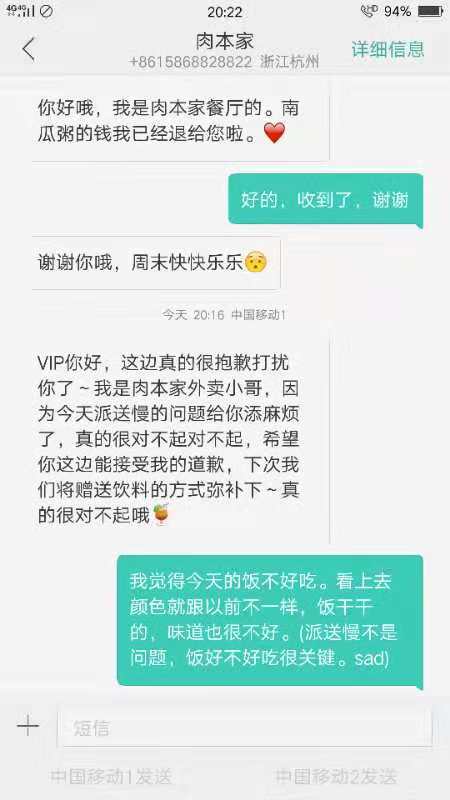 4G 4G
20:22
HD 94%
肉本家
+8615868828822 浙江杭州
详细信息
你好哦，我是肉本家餐厅的。南
瓜粥的钱我已经退给您啦。❤️
好的，收到了，谢谢
谢谢你哦，周末快快乐乐😯
今天 20:16 中国移动1
VIP你好，这边真的很抱歉打扰
你了～我是肉本家外卖小哥，因
为今天派送慢的问题给你添麻烦
了，真的很对不起对不起，希望
你这边能接受我的道歉，下次我
们将赠送饮料的方式弥补下～真
的很对不起哦🍹
我觉得今天的饭不好吃。看上去
颜色就跟以前不一样，饭干干
的，味道也很不好。(派送慢不是
问题，饭好不好吃很关键。sad)
短信
中国移动1发送
中国移动2发送